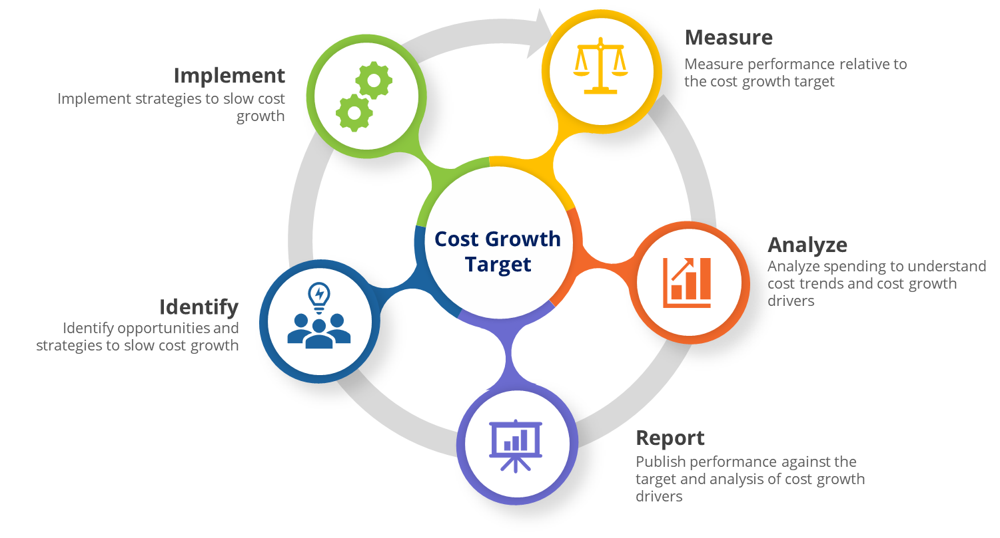 Measure
Measure performance relative to
the cost growth target
Analyze
Analyze spending to understand
cost trends and cost growth
drivers
Report
Publish performance against the
target and analysis of cost growth
drivers
Identify
Identify opportunities and
strategies to slow cost growth
Implement
Implement strategies to slow cost
growth
Cost Growth
Target